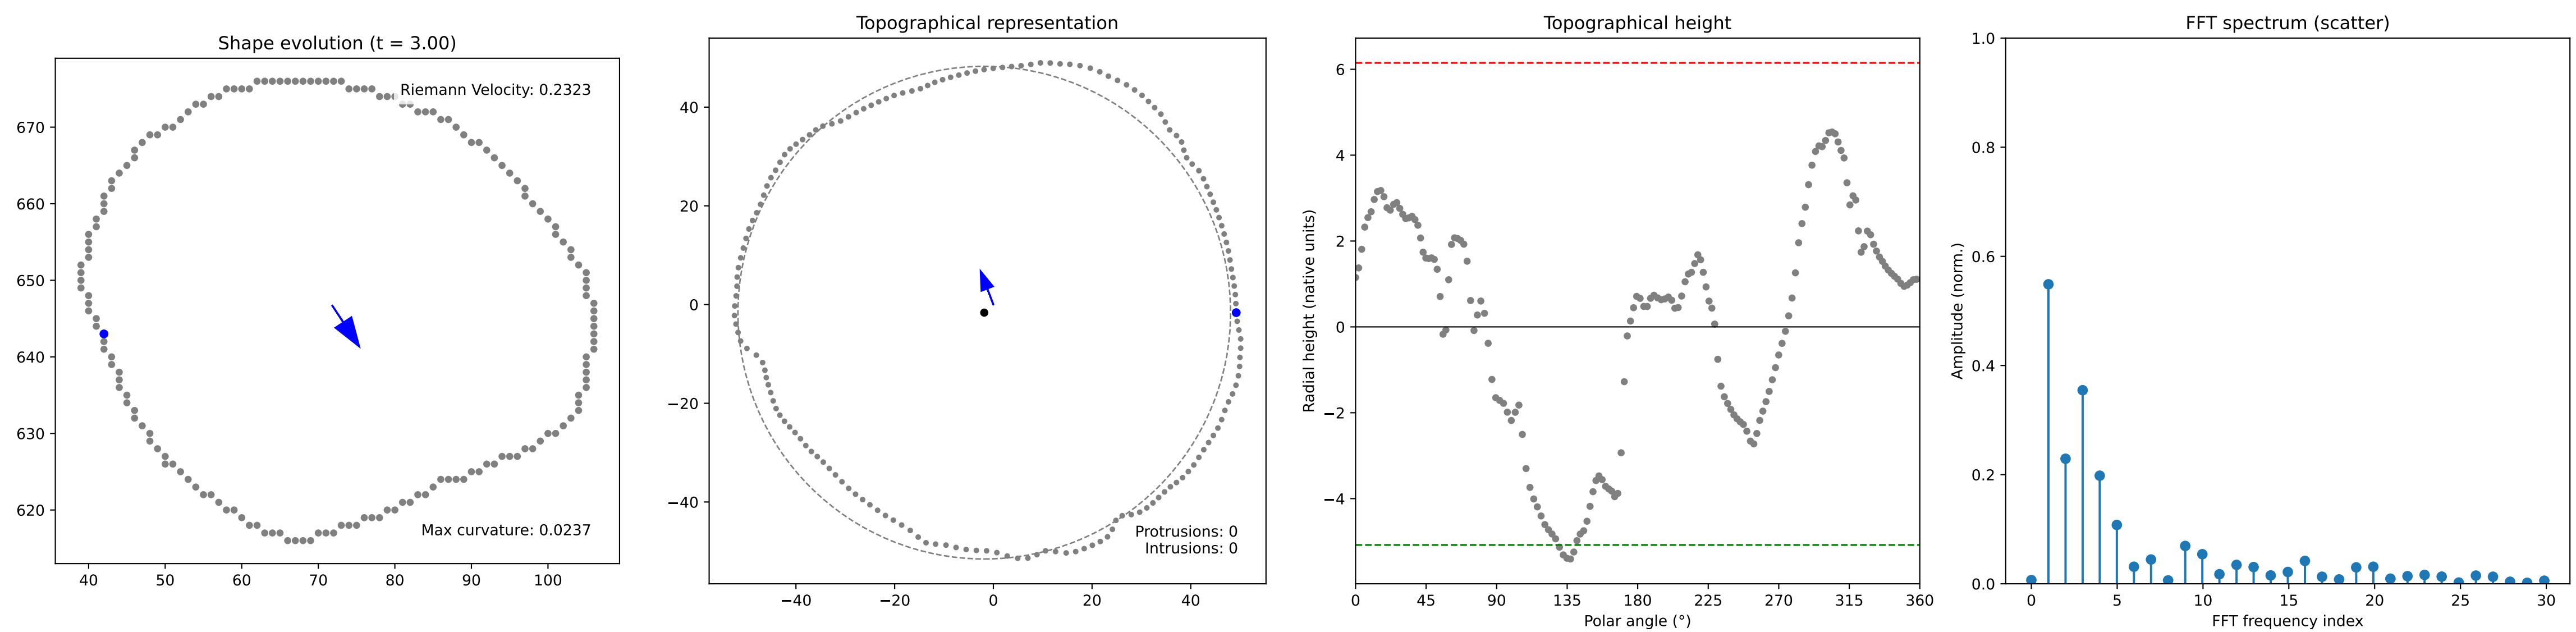 Shape evolution (t = 3.00)
Riemann Velocity: 0.2323
Max curvature: 0.0237
670
660
650
640
630
620
40 50 60 70 80 90 100
Topographical representation
40
20
0
−20
−40
−40 −20 0 20 40
Protrusions: 0
Intrusions: 0
Topographical height
Radial height (native units)
6
4
2
0
−2
−4
0 45 90 135 180 225 270 315 360
Polar angle (°)
FFT spectrum (scatter)
Amplitude (norm.)
1.0
0.8
0.6
0.4
0.2
0.0
0 5 10 15 20 25 30
FFT frequency index